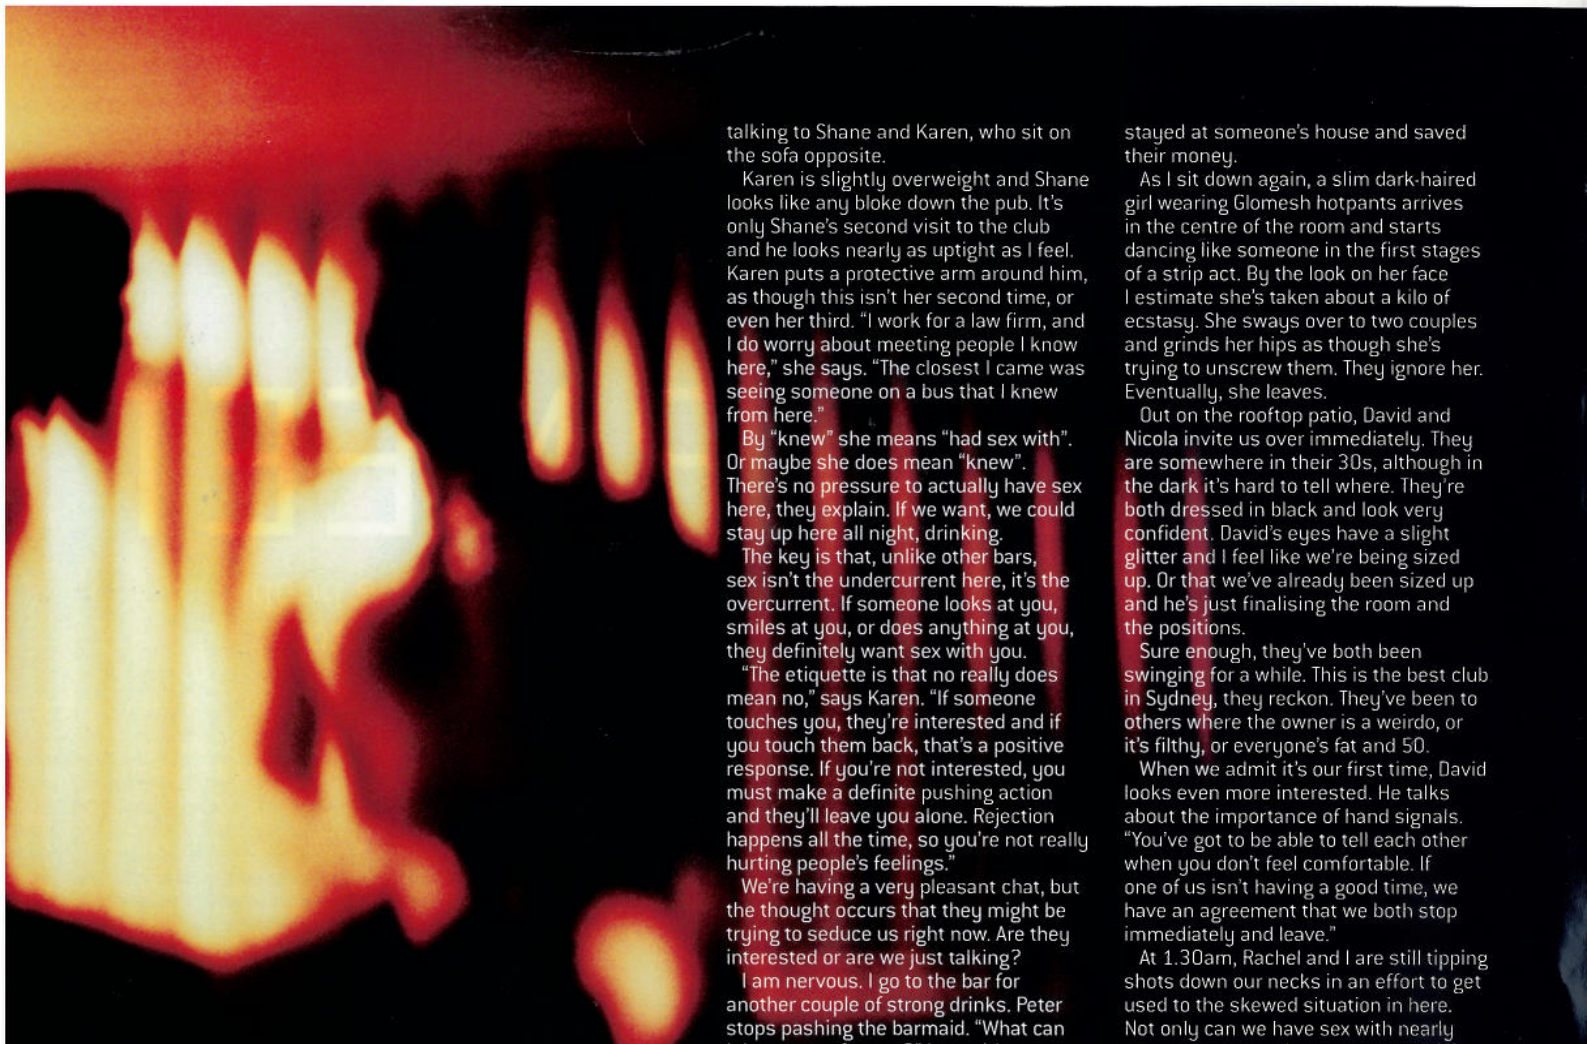 talking to Shane and Karen, who sit on
the sofa opposite.
Karen is slightly overweight and Shane
looks like any bloke down the pub. It's
only Shane's second visit to the club
and he looks nearly as uptight as I feel.
Karen puts a protective arm around him,
as though this isn't her second time, or
even her third. “I work for a law firm, and
I do worry about meeting people I know
here,” she says. “The closest I came was
seeing someone on a bus that I knew
from here.”
By “knew” she means “had sex with”.
Or maybe she does mean “knew”.
There's no pressure to actually have sex
here, they explain. If we want, we could
stay up here all night, drinking.
The key is that, unlike other bars,
sex isn't the undercurrent here, it's the
overcurrent. If someone looks at you,
smiles at you, or does anything at you,
they definitely want sex with you.
“The etiquette is that no really does
mean no,” says Karen. “If someone
touches you, they're interested and if
you touch them back, that's a positive
response. If you're not interested, you
must make a definite pushing action
and they'll leave you alone. Rejection
happens all the time, so you're not really
hurting people's feelings.”
We're having a very pleasant chat, but
the thought occurs that they might be
trying to seduce us right now. Are they
interested or are we just talking?
I am nervous. I go to the bar for
another couple of strong drinks. Peter
stops pashing the barmaid. “What can
stayed at someone's house and saved
their money.
As I sit down again, a slim dark-haired
girl wearing Glomesh hotpants arrives
in the centre of the room and starts
dancing like someone in the first stages
of a strip act. By the look on her face
I estimate she's taken about a kilo of
ecstasy. She sways over to two couples
and grinds her hips as though she's
trying to unscrew them. They ignore her.
Eventually, she leaves.
Out on the rooftop patio, David and
Nicola invite us over immediately. They
are somewhere in their 30s, although in
the dark it's hard to tell where. They're
both dressed in black and look very
confident. David's eyes have a slight
glitter and I feel like we're being sized
up. Or that we've already been sized up
and he's just finalising the room and
the positions.
Sure enough, they've both been
swinging for a while. This is the best club
in Sydney, they reckon. They've been to
others where the owner is a weirdo, or
it's filthy, or everyone's fat and 50.
When we admit it's our first time, David
looks even more interested. He talks
about the importance of hand signals.
“You've got to be able to tell each other
when you don't feel comfortable. If
one of us isn't having a good time, we
have an agreement that we both stop
immediately and leave.”
At 1.30am, Rachel and I are still tipping
shots down our necks in an effort to get
used to the skewed situation in here.
Not only can we have sex with nearly